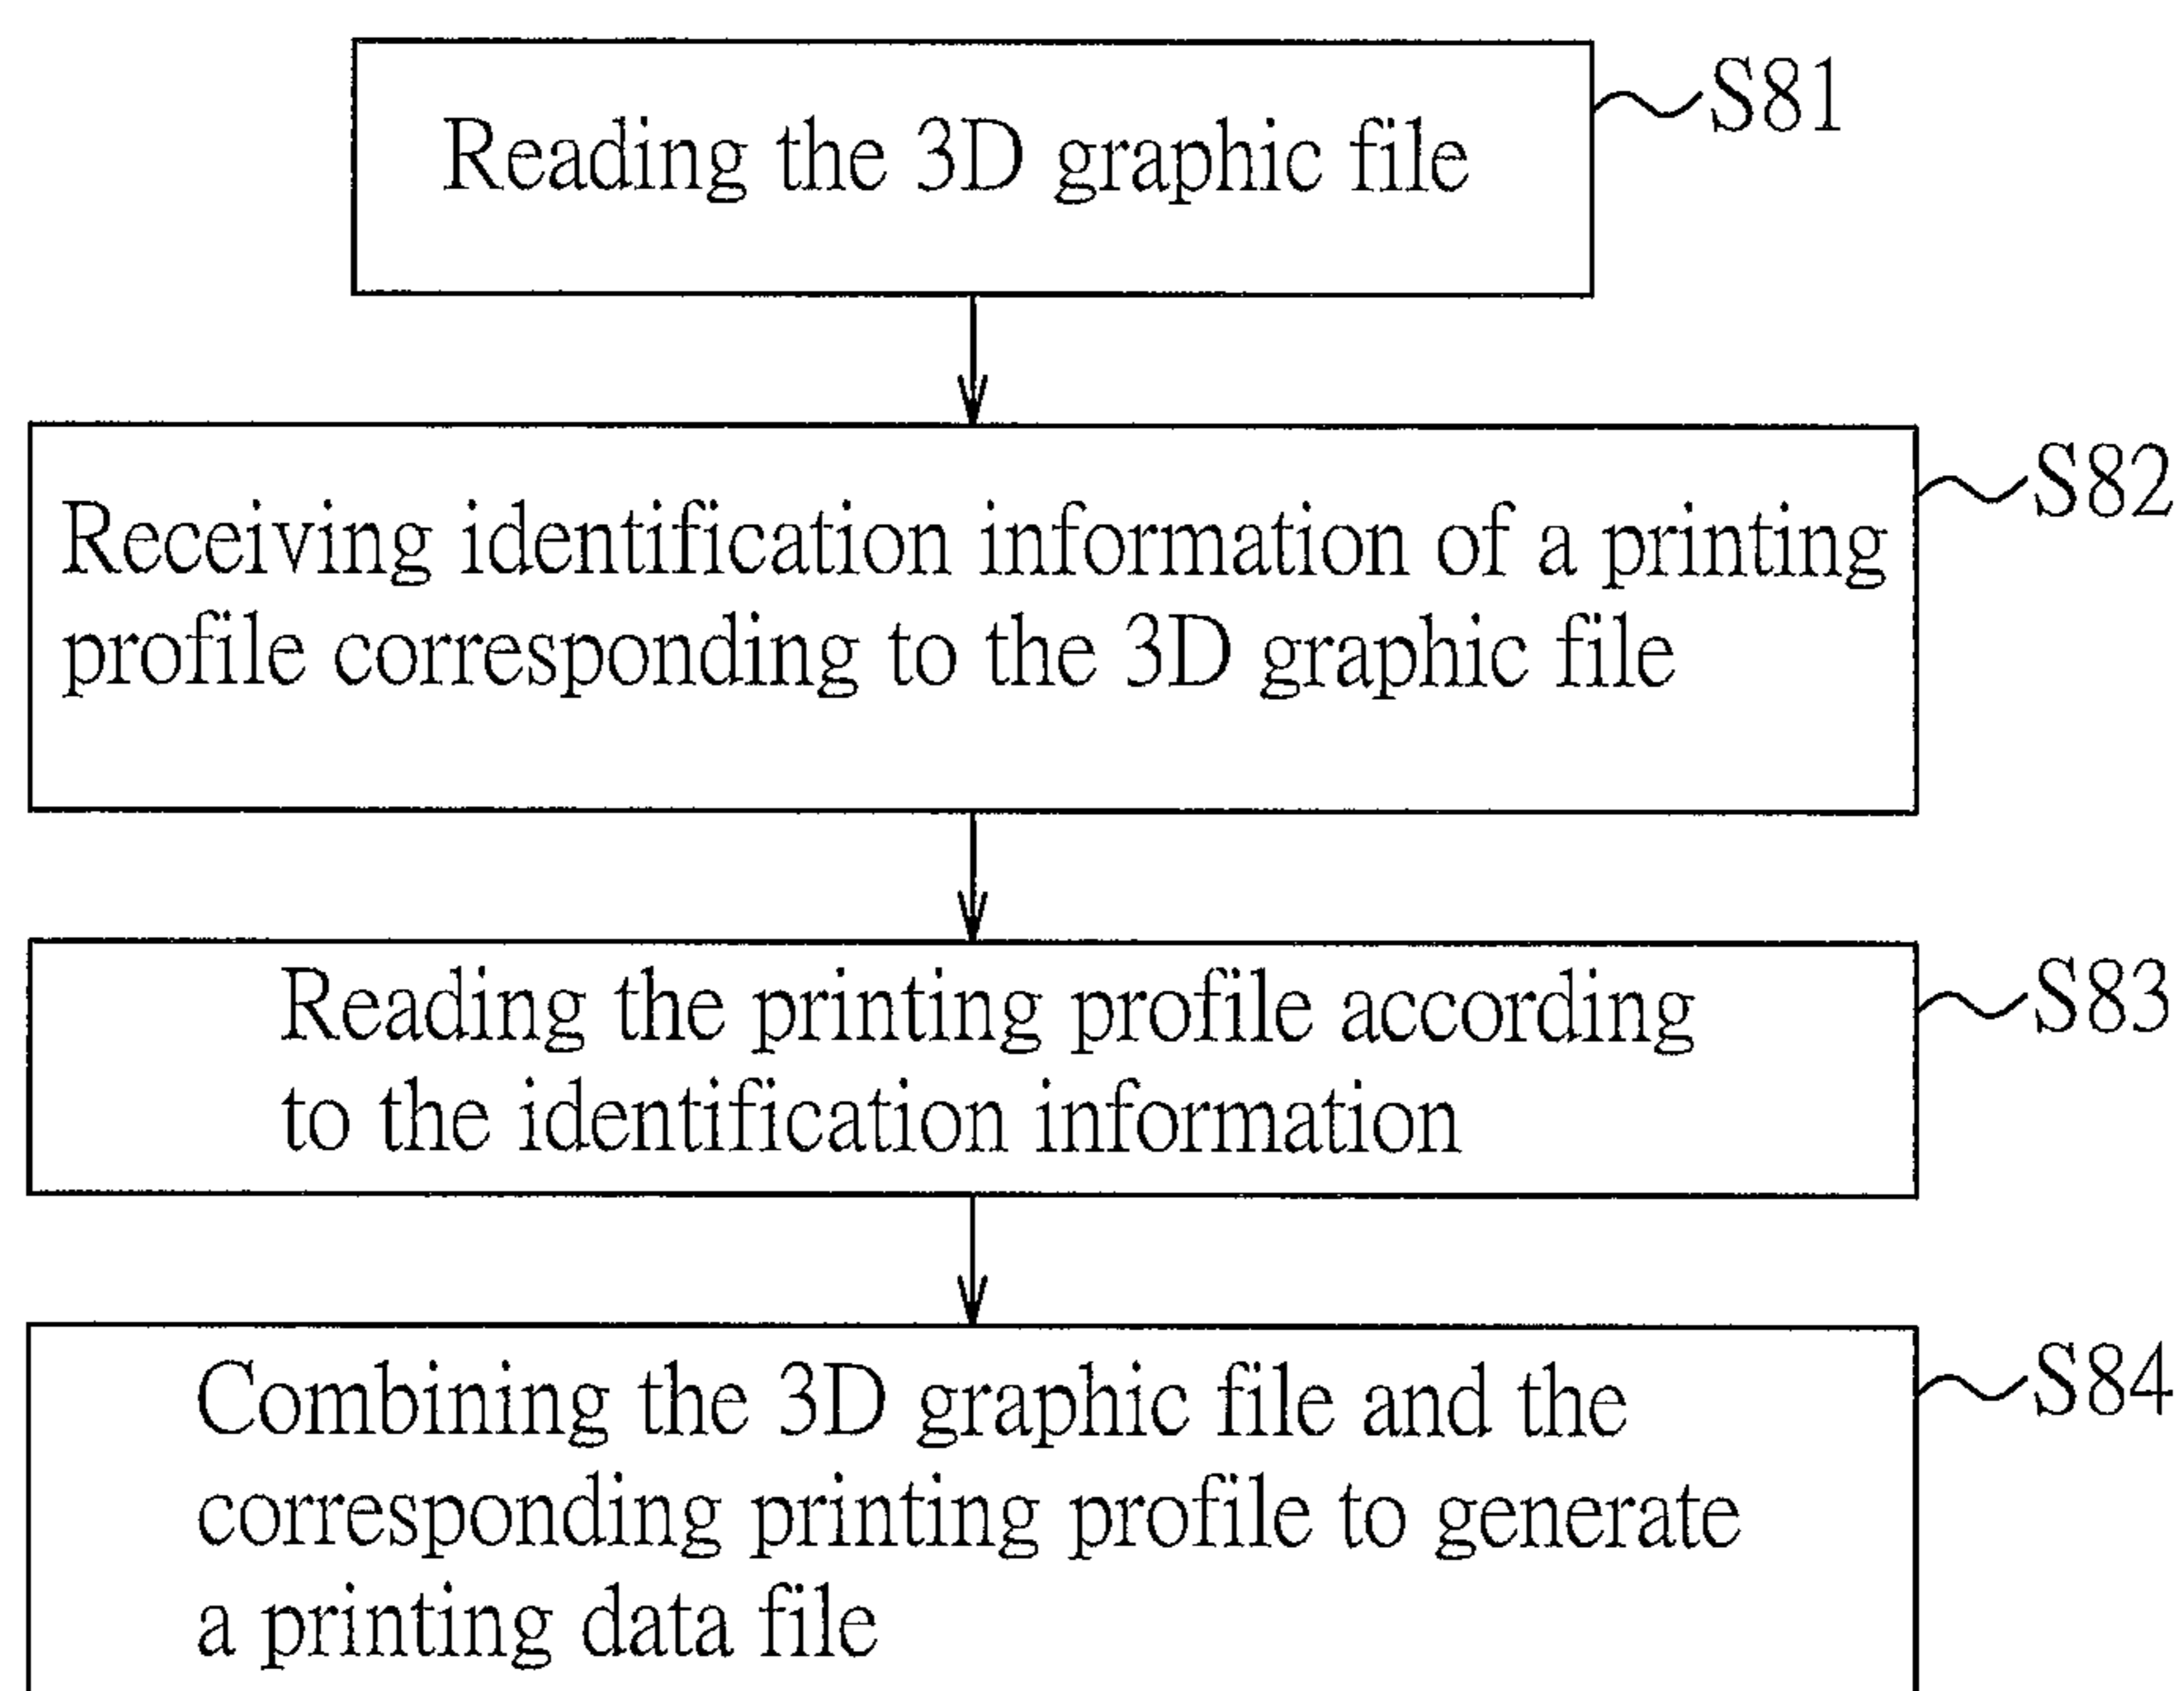 Reading the 3D graphic file
S81
Receiving identification information of a printing
profile corresponding to the 3D graphic file
S82
Reading the printing profile according
to the identification information
S83
Combining the 3D graphic file and the
corresponding printing profile to generate
a printing data file
S84